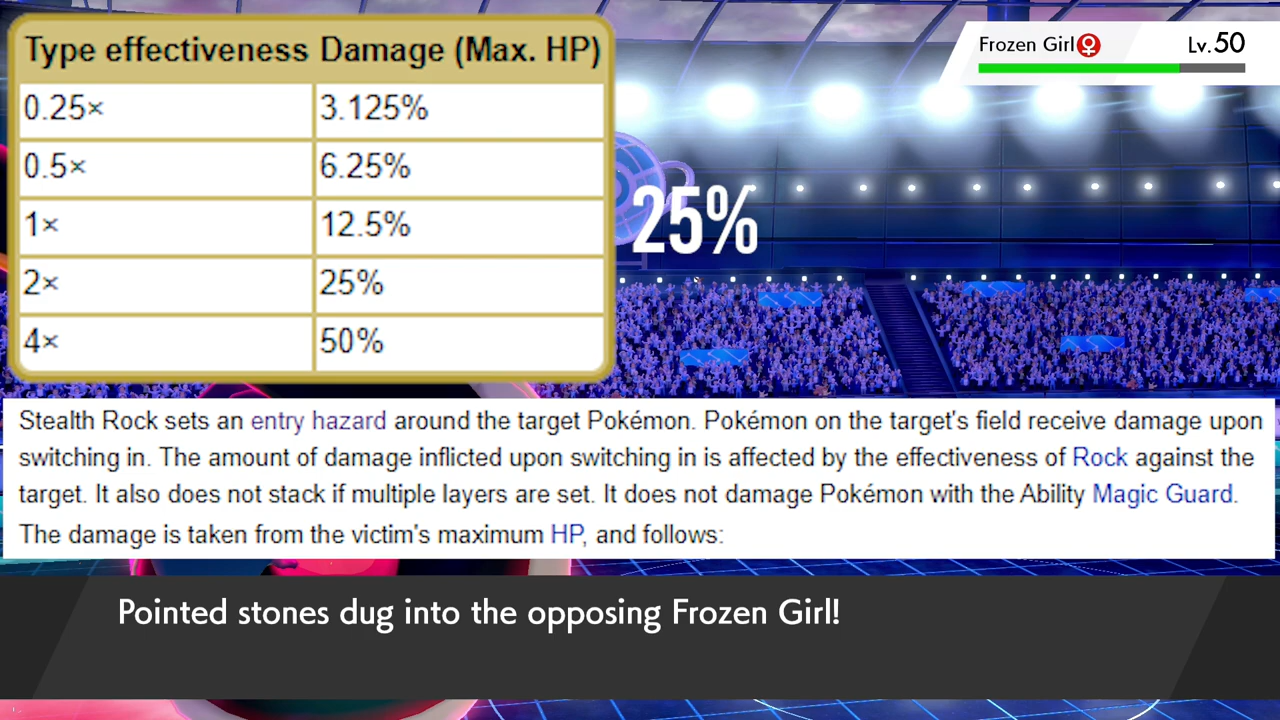 Type effectiveness Damage (Max. HP)
0.25× 3.125%
0.5× 6.25%
1× 12.5%
2× 25%
4× 50%
Frozen Girl♀ Lv.50
25%
Stealth Rock sets an entry hazard around the target Pokémon. Pokémon on the target's field receive damage upon
switching in. The amount of damage inflicted upon switching in is affected by the effectiveness of Rock against the
target. It also does not stack if multiple layers are set. It does not damage Pokémon with the Ability Magic Guard.
The damage is taken from the victim's maximum HP, and follows:
Pointed stones dug into the opposing Frozen Girl!